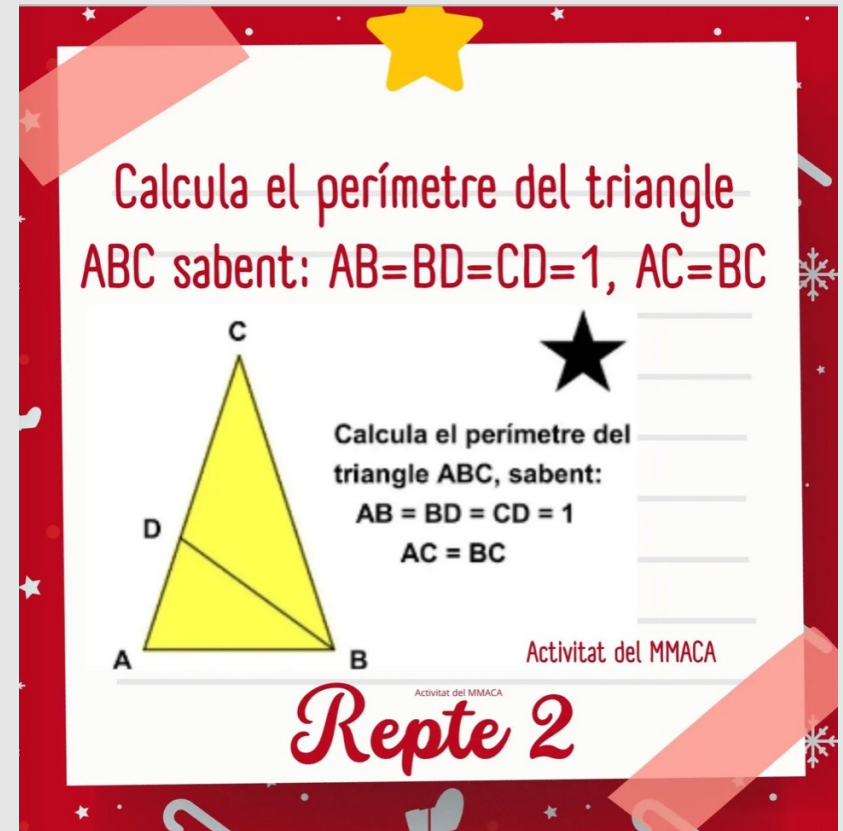 Calcula el perímetre del triangle
ABC sabent: AB=BD=CD=1, AC=BC
C
Calcula el perímetre del
triangle ABC, sabent:
AB = BD = CD = 1
AC = BC
D
A
B
Activitat del MMACA
Activitat del MMACA
Repte 2